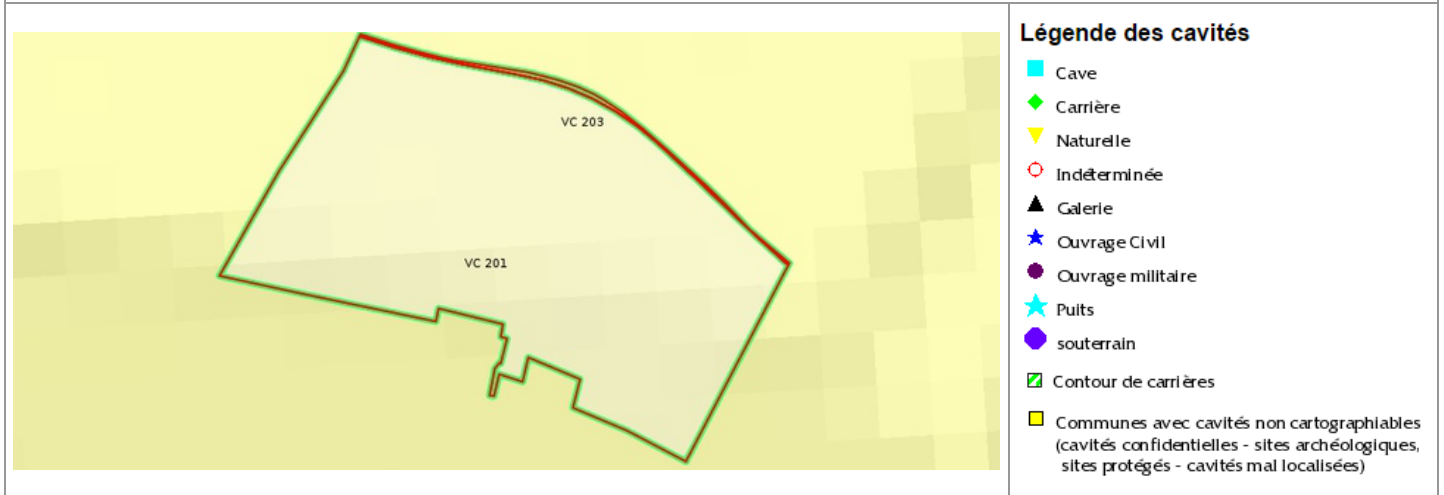 VC 203
VC 201
Légende des cavités
Cave
Carrière
Naturelle
Indéterminée
Galerie
Ouvrage Civil
Ouvrage militaire
Puits
souterrain
Contour de carrières
Communes avec cavités non cartographiables
(cavités confidentielles - sites archéologiques,
sites protégés - cavités mal localisées)